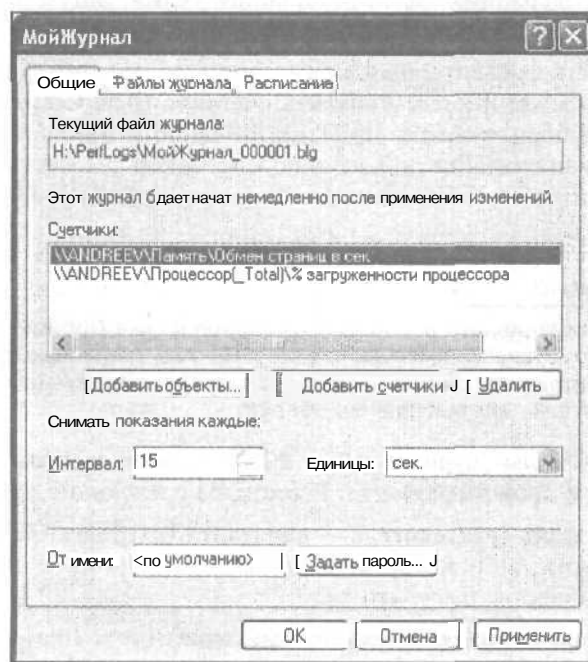 МойЖурнал
Общие Файлы журнала Расписание
Текущий файл журнала:
H:\PerfLogs\МойЖурнал_000001.blg
Этот журнал бдает начат немедленно после применения изменений.
Счетчики:
\\ANDREEV\Память\Обмен страниц в сек
\\ANDREEV\Процессор(_Total)\% загруженности процессора
[Добавить объекты... Добавить счетчики J [ Удалить
Снимать показания каждые:
Интервал: 15 Единицы: сек.
От имени: <по умолчанию> [ Задать пароль... J
OK Отмена Применить